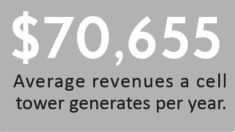 $70,655
Average revenues a cell
tower generates per year.